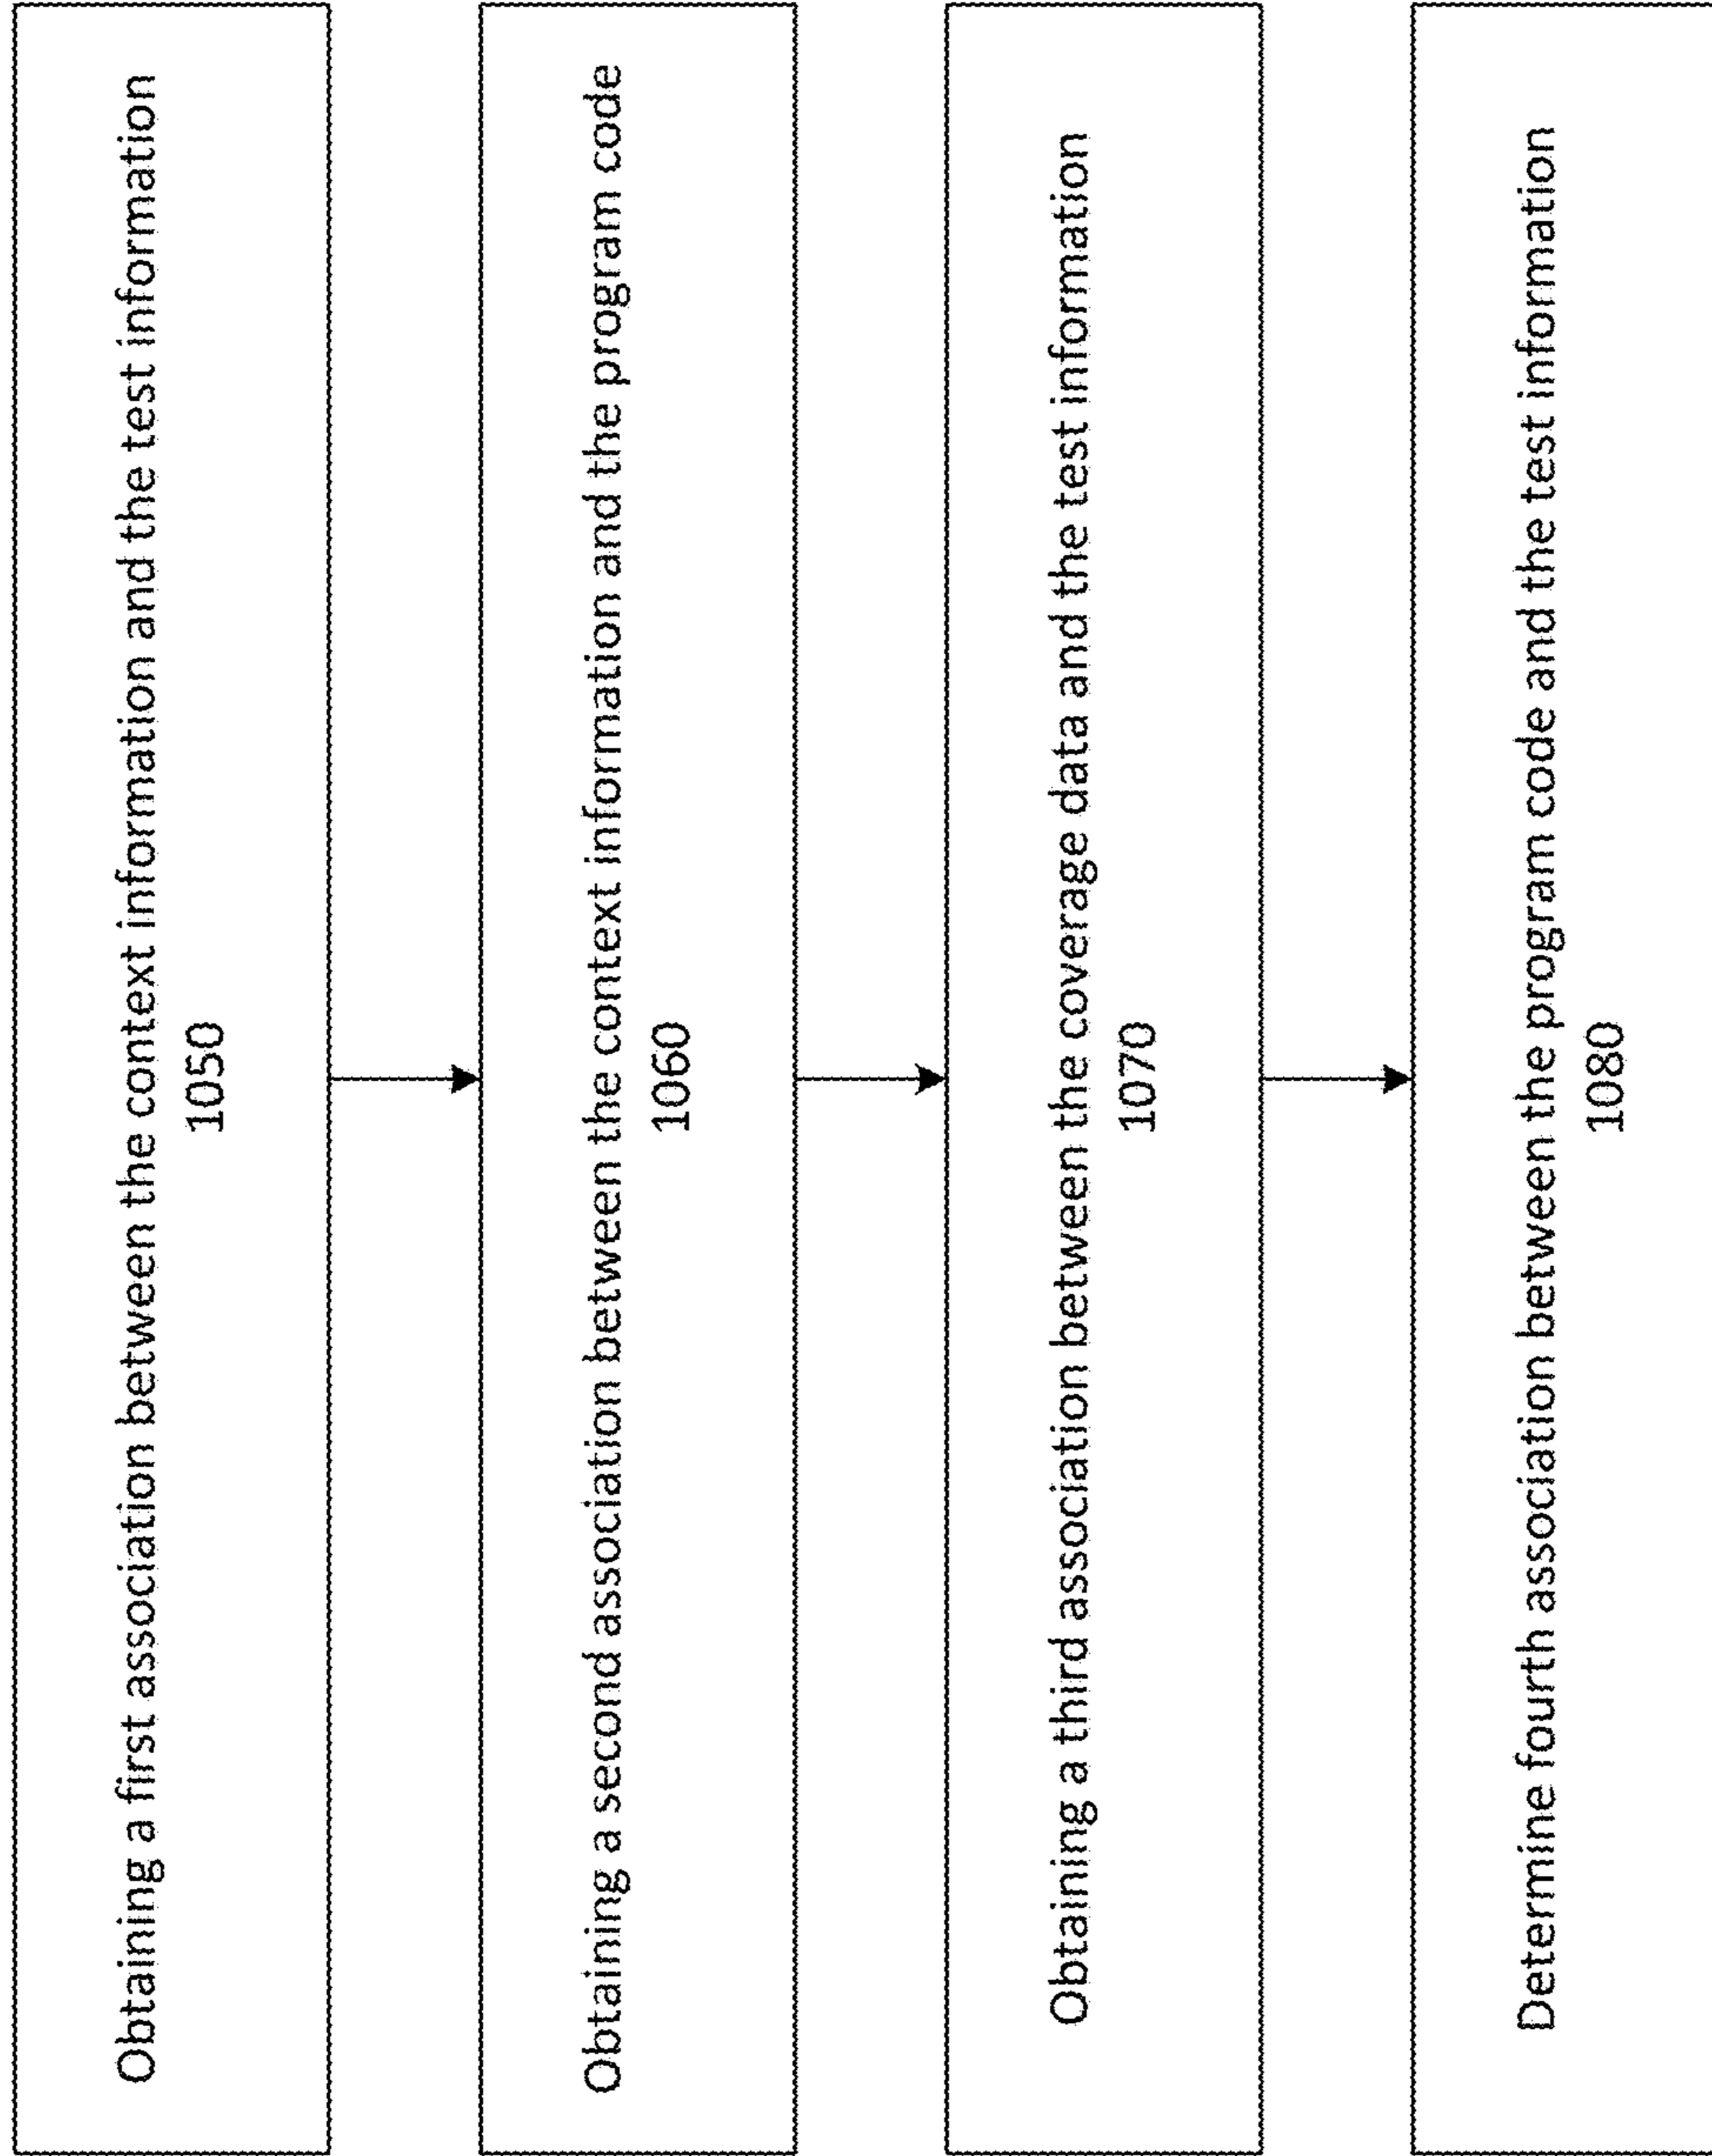 Obtaining a first association between the context information and the test information
1050
Obtaining a second association between the context information and the program code
1060
Obtaining a third association between the coverage data and the test information
1070
Determine fourth association between the program code and the test information
1080